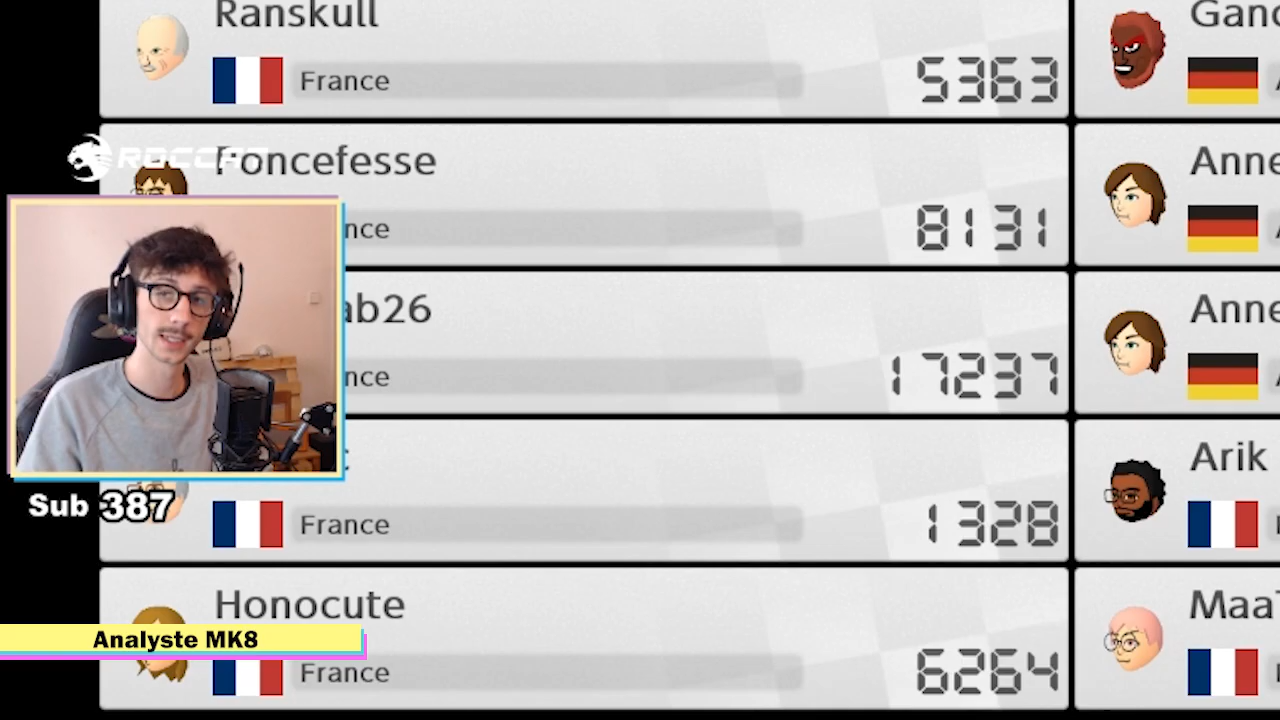 Ranskull
France
5363
Ganc
ROCCAT
Foncefesse
nce
8131
Anne
ab26
nce
17237
Anne
Sub 387
France
1328
Arik
Honocute
Analyste MK8
France
6264
Maa